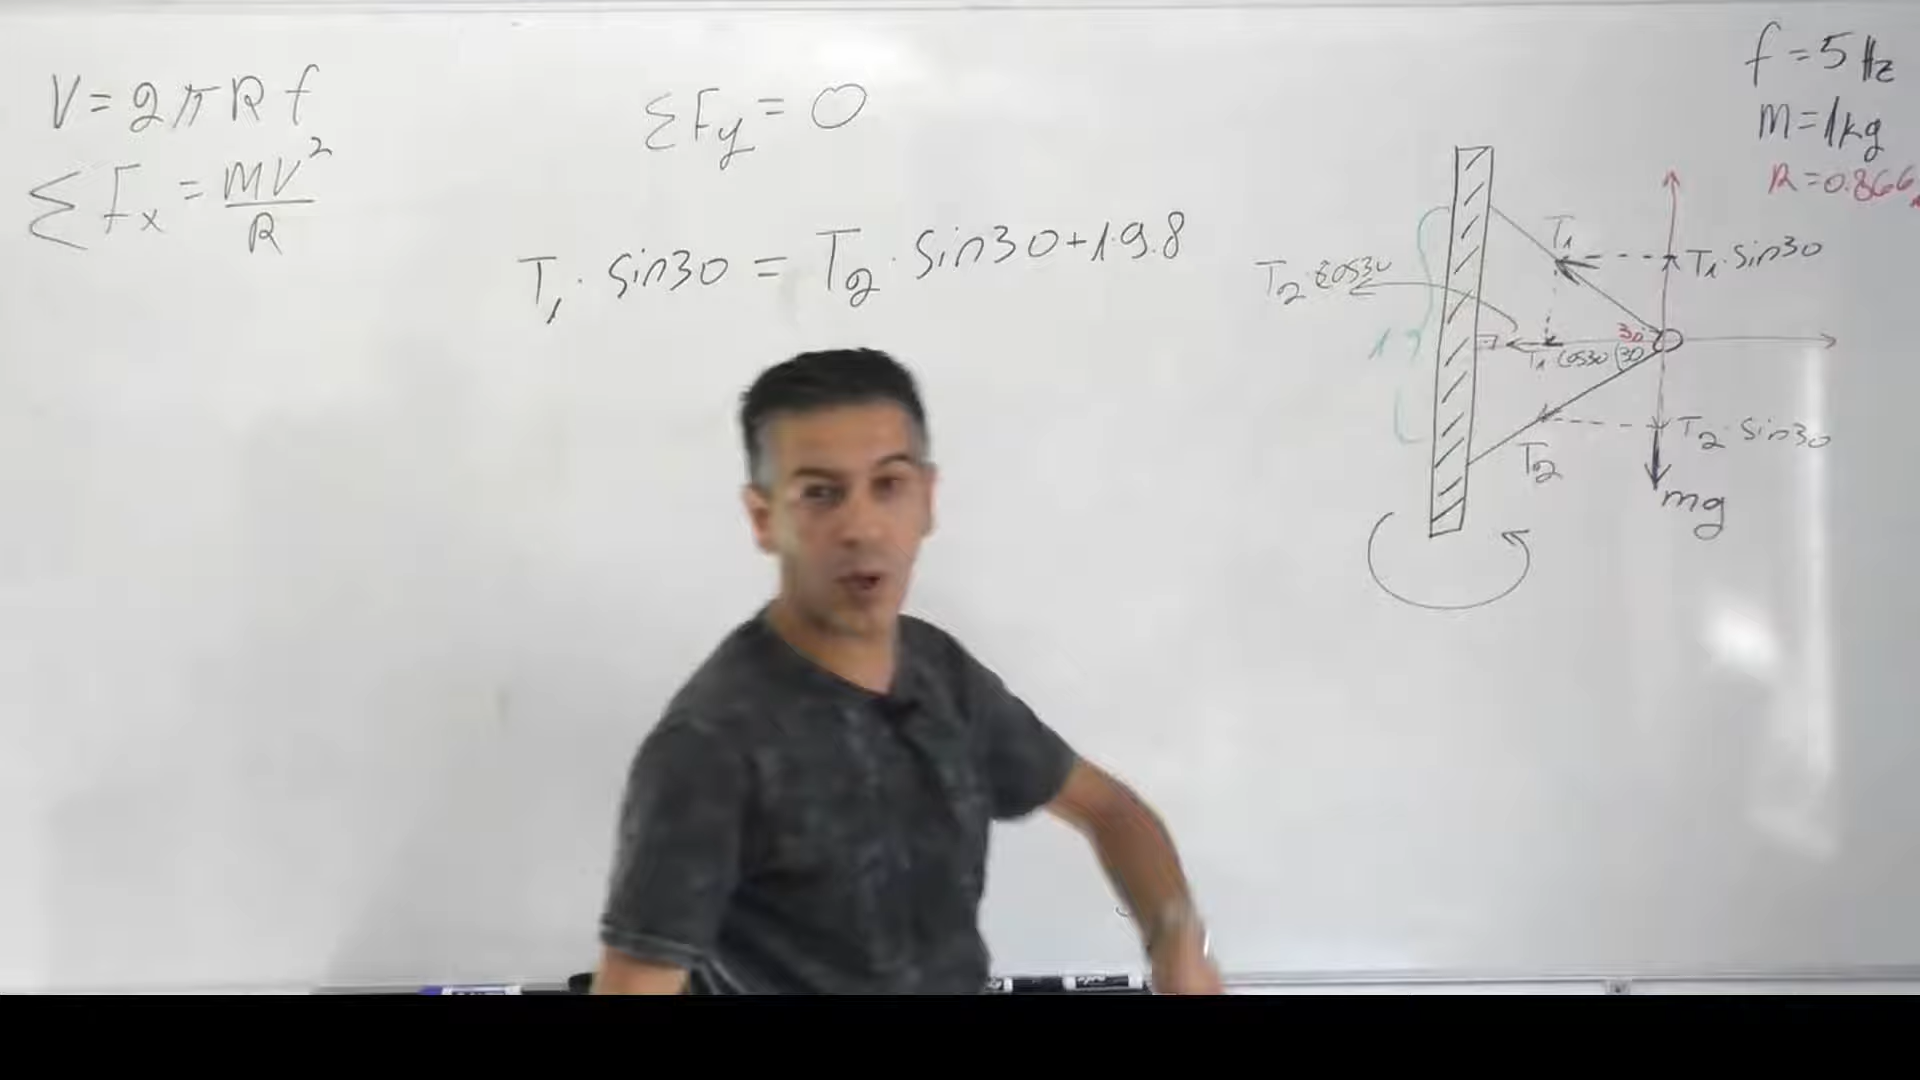 V = 2πRf
ΣFx = mv²/R
ΣFy = 0
T₁ · sin30 = T₂ · sin30 + 1·9.8
f = 5 Hz
m = 1kg
R = 0.866
T₁
T₁ · sin30
T₂ cos30
30
T₁ cos30
30
T₂ sin30
T₂
mg